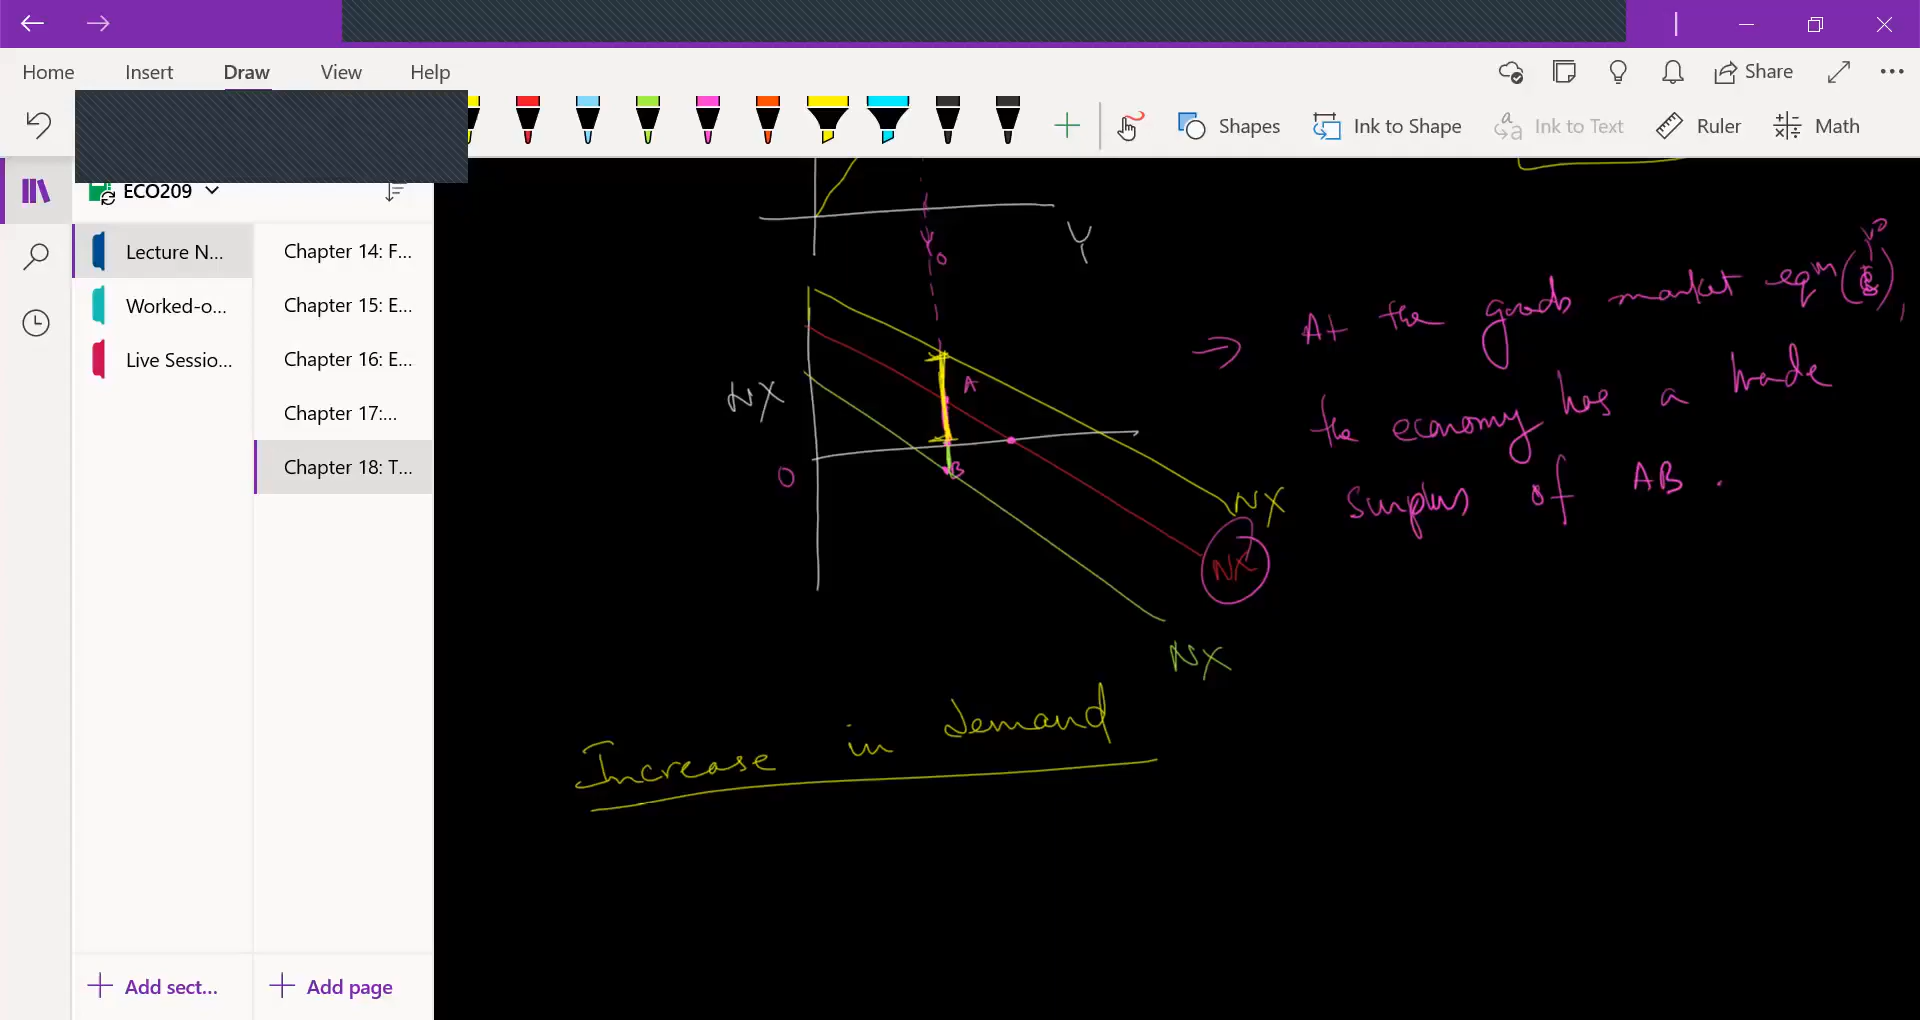 Home Insert Draw View Help Share
Shapes Ink to Shape Ink to Text Ruler Math
ECO209
Lecture N...
Worked-o...
Live Sessio...
Chapter 14: F...
Chapter 15: E...
Chapter 16: E...
Chapter 17:...
Chapter 18: T...
Add sect...
Add page
Y
Y0
NX
0
A
B
NX
NX
NX
→ At the goods market eqm
the economy has a trade
surplus of AB .
Increase in demand